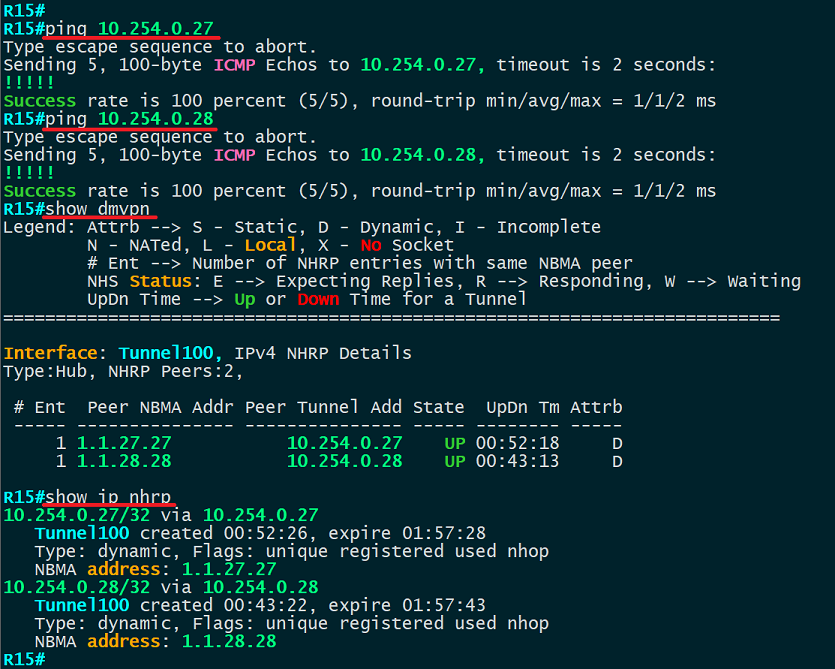 R15#
R15#ping 10.254.0.27
Type escape sequence to abort.
Sending 5, 100-byte ICMP Echos to 10.254.0.27, timeout is 2 seconds:
!!!!!
Success rate is 100 percent (5/5), round-trip min/avg/max = 1/1/2 ms
R15#ping 10.254.0.28
Type escape sequence to abort.
Sending 5, 100-byte ICMP Echos to 10.254.0.28, timeout is 2 seconds:
!!!!!
Success rate is 100 percent (5/5), round-trip min/avg/max = 1/1/2 ms
R15#show dmvpn
Legend: Attrb --> S - Static, D - Dynamic, I - Incomplete
        N - NATed, L - Local, X - No Socket
        # Ent --> Number of NHRP entries with same NBMA peer
        NHS Status: E --> Expecting Replies, R --> Responding, W --> Waiting
        UpDn Time --> Up or Down Time for a Tunnel
==========================================================================

Interface: Tunnel100, IPv4 NHRP Details
Type:Hub, NHRP Peers:2,

 # Ent  Peer NBMA Addr Peer Tunnel Add State  UpDn Tm Attrb
 ----- --------------- --------------- ----- -------- -----
     1 1.1.27.27           10.254.0.27    UP 00:52:18     D
     1 1.1.28.28           10.254.0.28    UP 00:43:13     D

R15#show ip nhrp
10.254.0.27/32 via 10.254.0.27
   Tunnel100 created 00:52:26, expire 01:57:28
   Type: dynamic, Flags: unique registered used nhop
   NBMA address: 1.1.27.27
10.254.0.28/32 via 10.254.0.28
   Tunnel100 created 00:43:22, expire 01:57:43
   Type: dynamic, Flags: unique registered used nhop
   NBMA address: 1.1.28.28
R15#